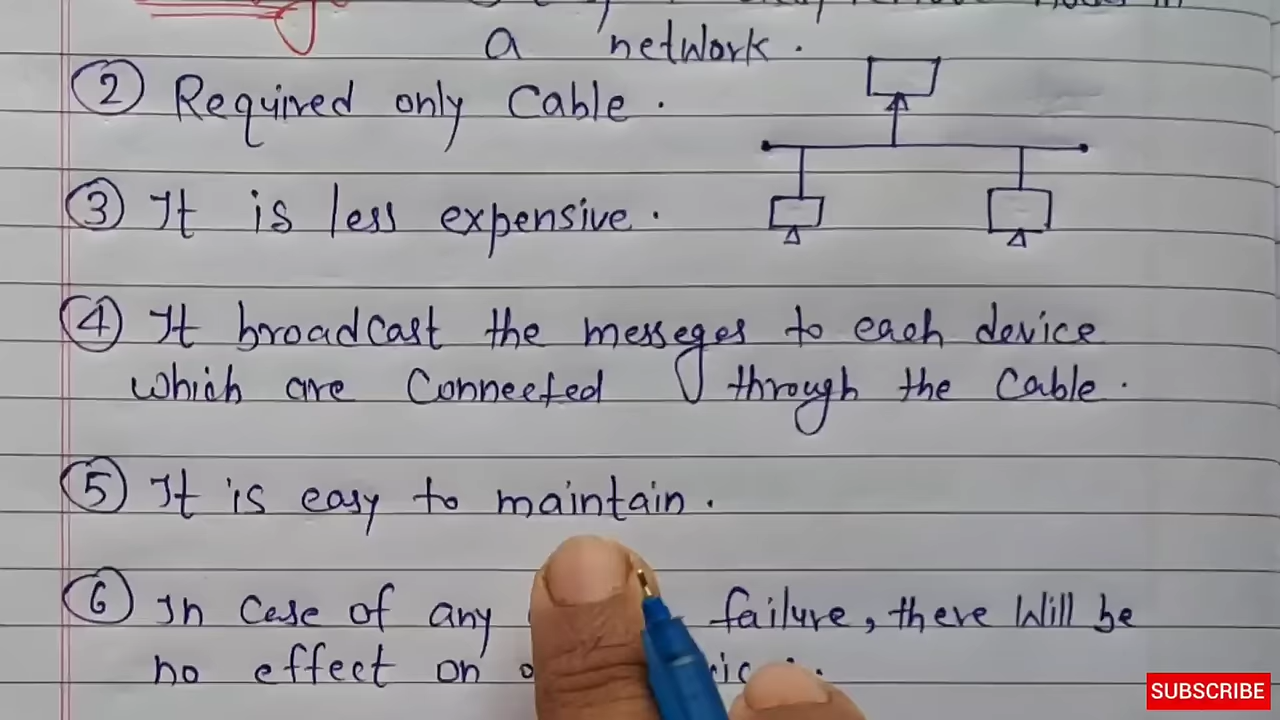 a network.
② Required only Cable.
③ It is less expensive.
④ It broadcast the messeges to each device
which are Connected through the Cable.
⑤ It is easy to maintain.
⑥ In Case of any failure, there Will be
no effect on
SUBSCRIBE